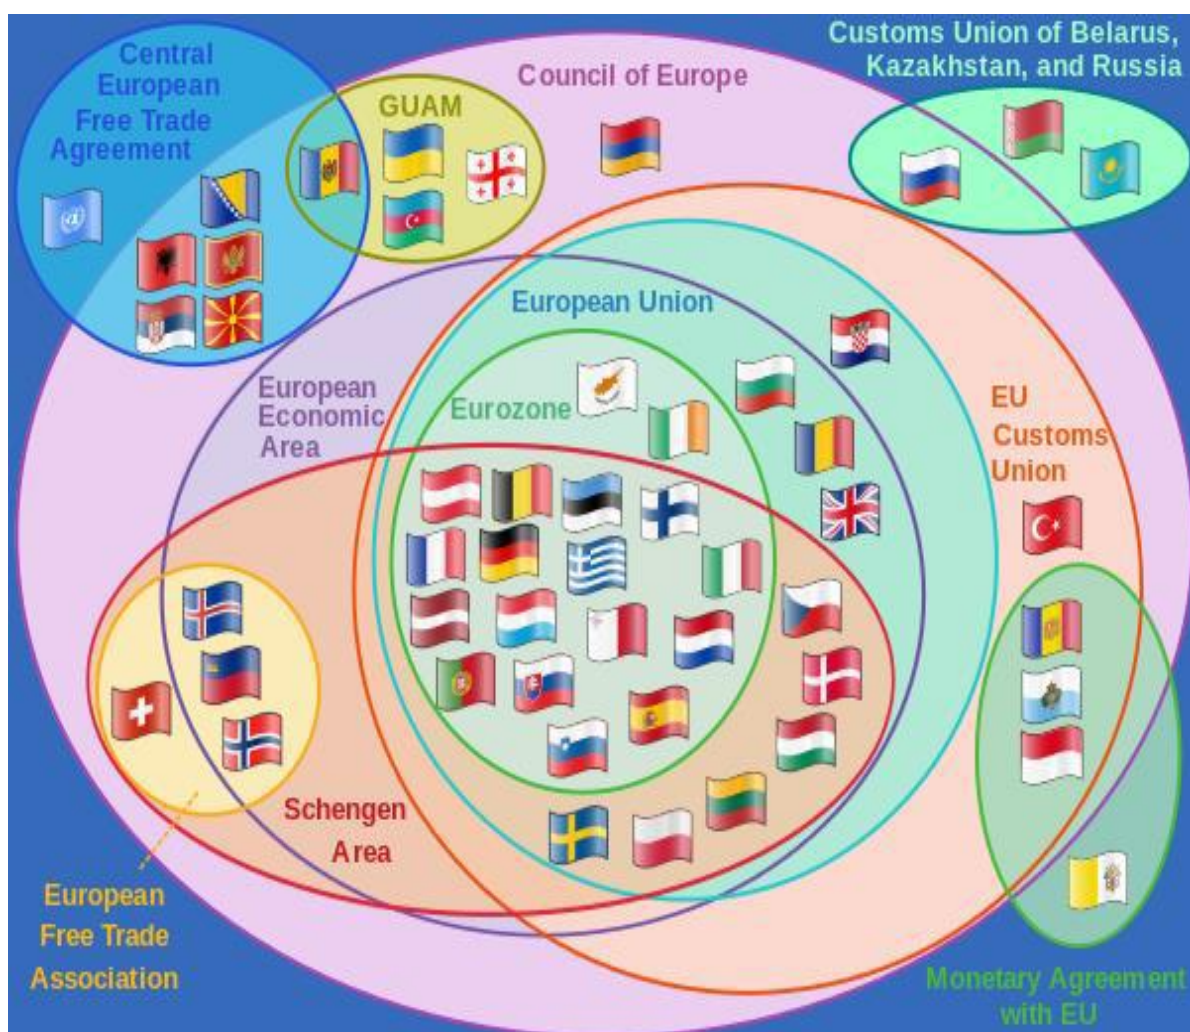 Central
European
Free Trade
Agreement
GUAM
Council of Europe
Customs Union of Belarus,
Kazakhstan, and Russia
European Union
European
Economic
Area
Eurozone
EU
Customs
Union
Schengen
Area
European
Free Trade
Association
Monetary Agreement
with EU